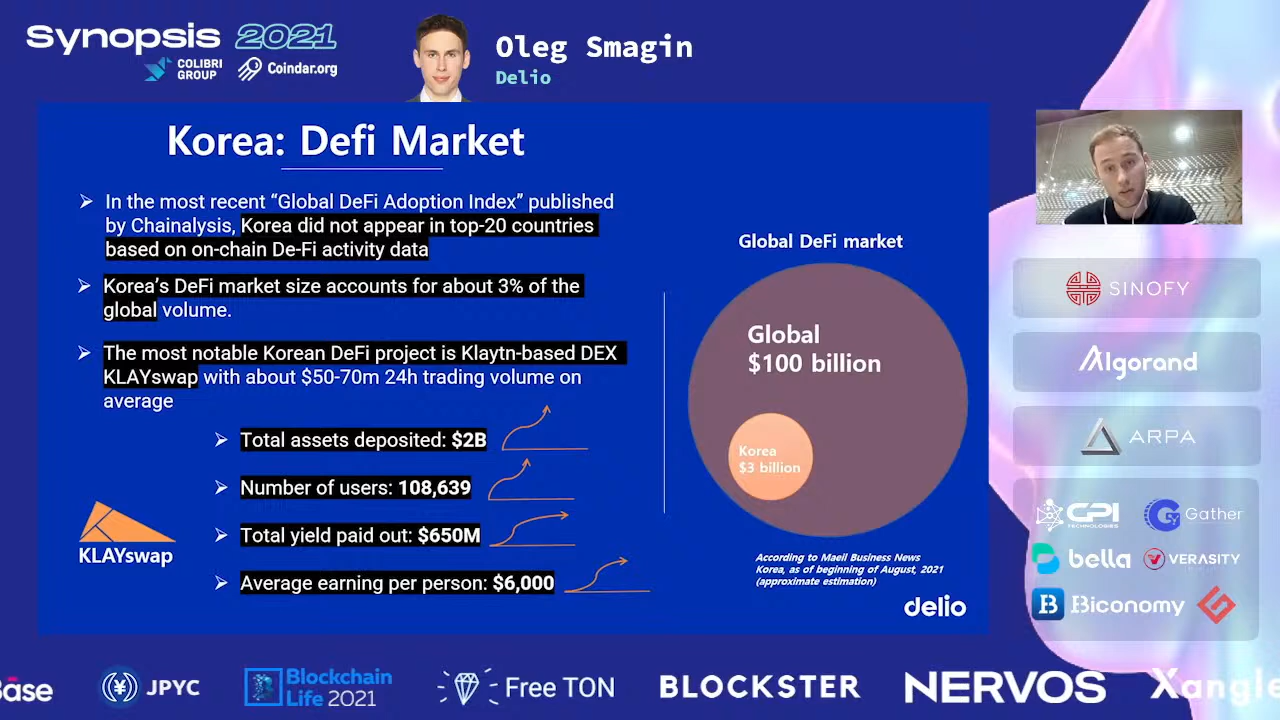 Synopsis 2021
COLIBRI
GROUP
Coindar.org
Oleg Smagin
Delio
Korea: Defi Market
➢ In the most recent “Global DeFi Adoption Index” published
by Chainalysis, Korea did not appear in top-20 countries
based on on-chain De-Fi activity data
➢ Korea’s DeFi market size accounts for about 3% of the
global volume.
➢ The most notable Korean DeFi project is Klaytn-based DEX
KLAYswap with about $50-70m 24h trading volume on
average
➢ Total assets deposited: $2B
➢ Number of users: 108,639
➢ Total yield paid out: $650M
➢ Average earning per person: $6,000
KLAYswap
Global DeFi market
Global
$100 billion
Korea
$3 billion
According to Maeil Business News
Korea, as of beginning of August, 2021
(approximate estimation)
delio
SINOFY
Algorand
ARPA
CPI
TECHNOLOGIES
Gather
bella
VERASITY
Biconomy
Base
JPYC
Blockchain
Life 2021
Free TON
BLOCKSTER
NERVOS
Xangle